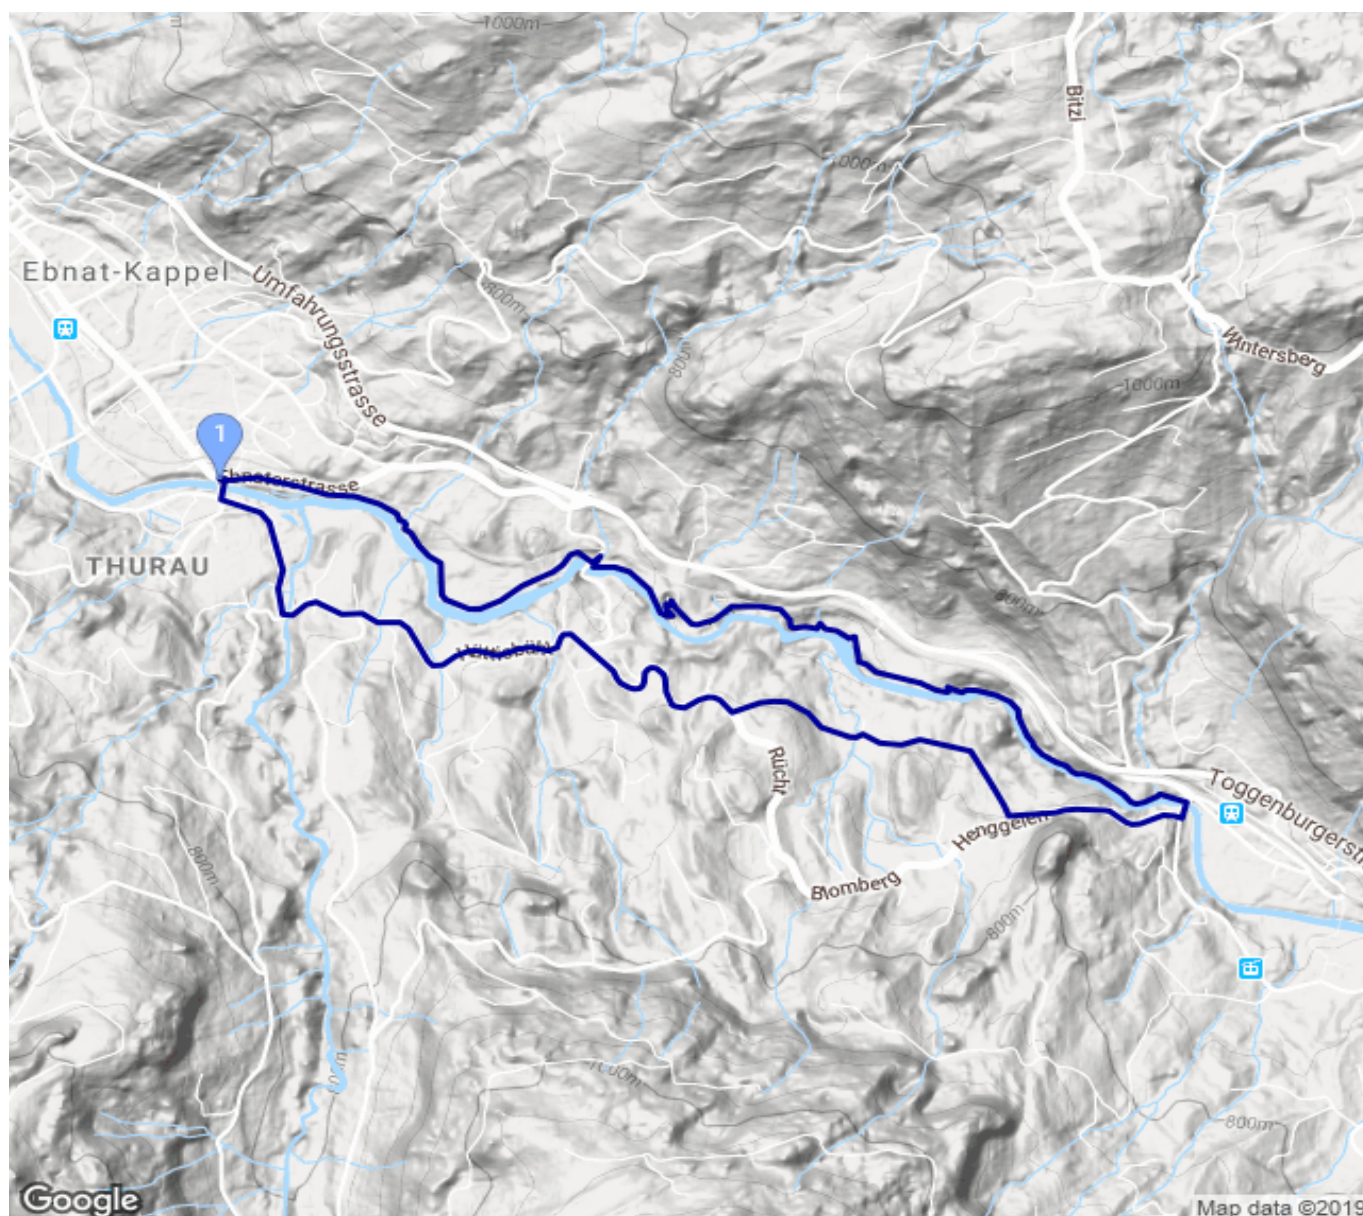 1000m
Bitzi
1000m
Ebnat-Kappel
Umfahrungsstrasse
800m
800m
Wintersberg
1000m
1
Ebnaterstrasse
THURAU
800m
Rücht
Toggenburgerstr
Henggelen
Blomberg
800m
800m
1000m
800m
Google
Map data ©2019